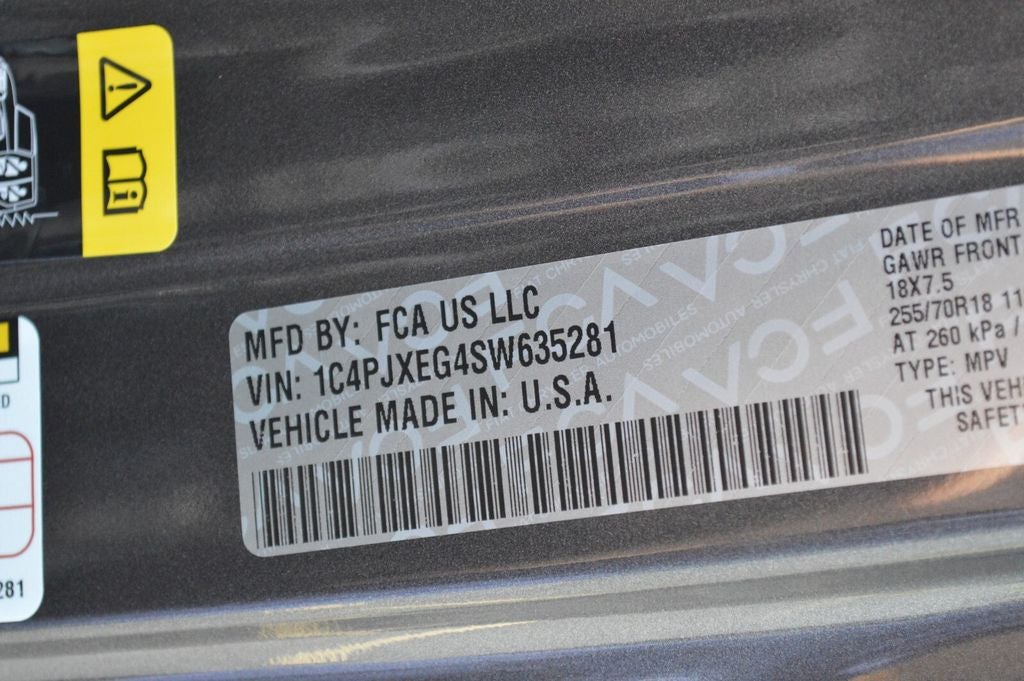 MFD BY: FCA US LLC
VIN: 1C4PJXEG4SW635281
VEHICLE MADE IN: U.S.A.
DATE OF MFR
GAWR FRONT
18X7.5
255/70R18 11
AT 260 kPa /
TYPE: MPV
THIS VEH
SAFET
D
281